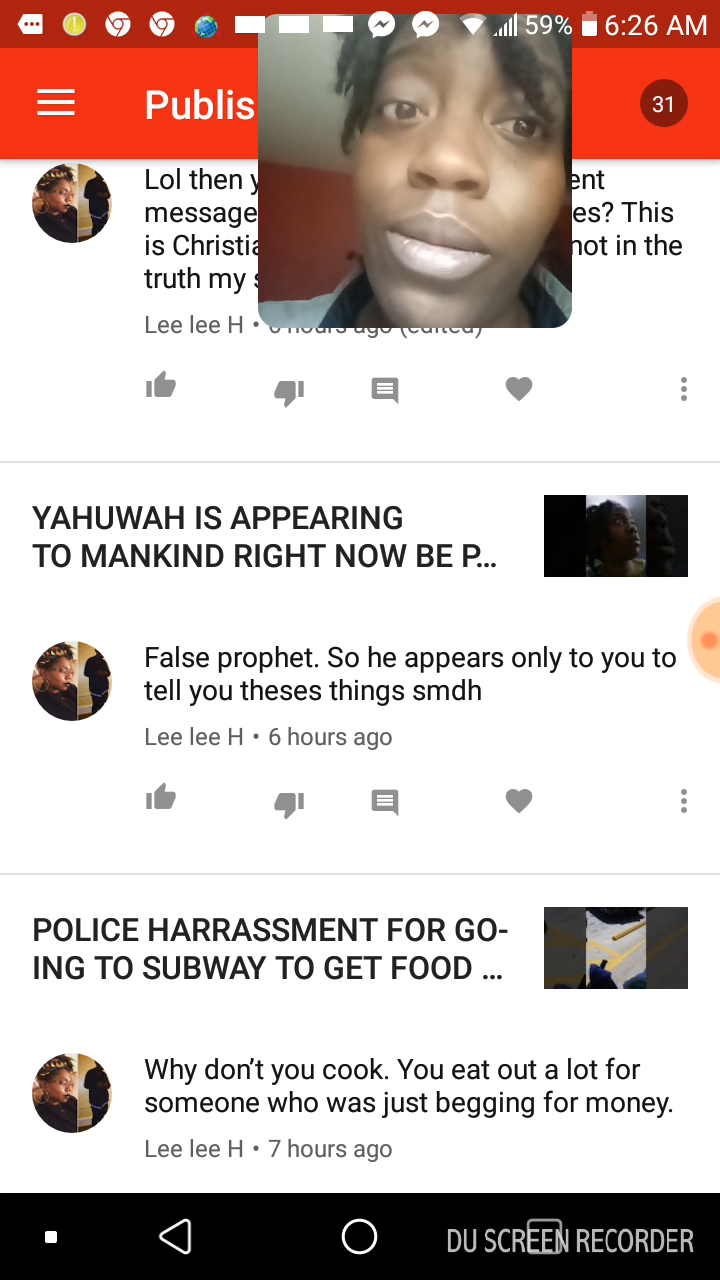 59% 6:26 AM
Publis
31
Lol then ent
message es? This
is not in the
truth my
Lee lee H • 6 hours ago (edited)
YAHUWAH IS APPEARING
TO MANKIND RIGHT NOW BE P...
False prophet. So he appears only to you to
tell you theses things smdh
Lee lee H • 6 hours ago
POLICE HARRASSMENT FOR GO-
ING TO SUBWAY TO GET FOOD ...
Why don’t you cook. You eat out a lot for
someone who was just begging for money.
Lee lee H • 7 hours ago
DU SCREEN RECORDER